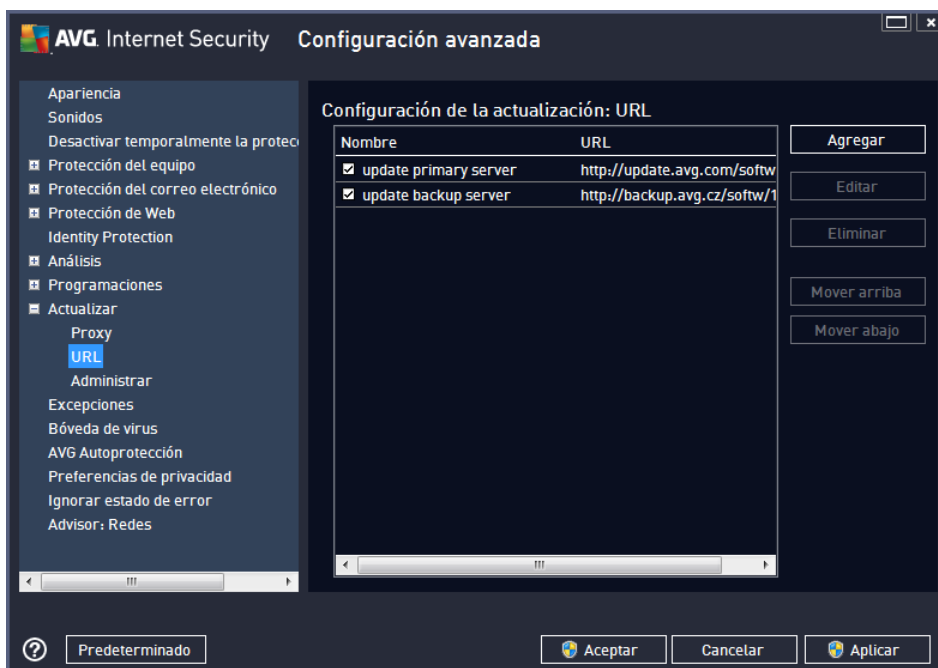 AVG. Internet Security Configuración avanzada
Apariencia
Sonidos
Desactivar temporalmente la protec
Protección del equipo
Protección del correo electrónico
Protección de Web
Identity Protection
Análisis
Programaciones
Actualizar
Proxy
URL
Administrar
Excepciones
Bóveda de virus
AVG Autoprotección
Preferencias de privacidad
Ignorar estado de error
Advisor: Redes
Configuración de la actualización: URL
Nombre URL
update primary server http://update.avg.com/softw
update backup server http://backup.avg.cz/softw/1
Agregar
Editar
Eliminar
Mover arriba
Mover abajo
Predeterminado
Aceptar
Cancelar
Aplicar